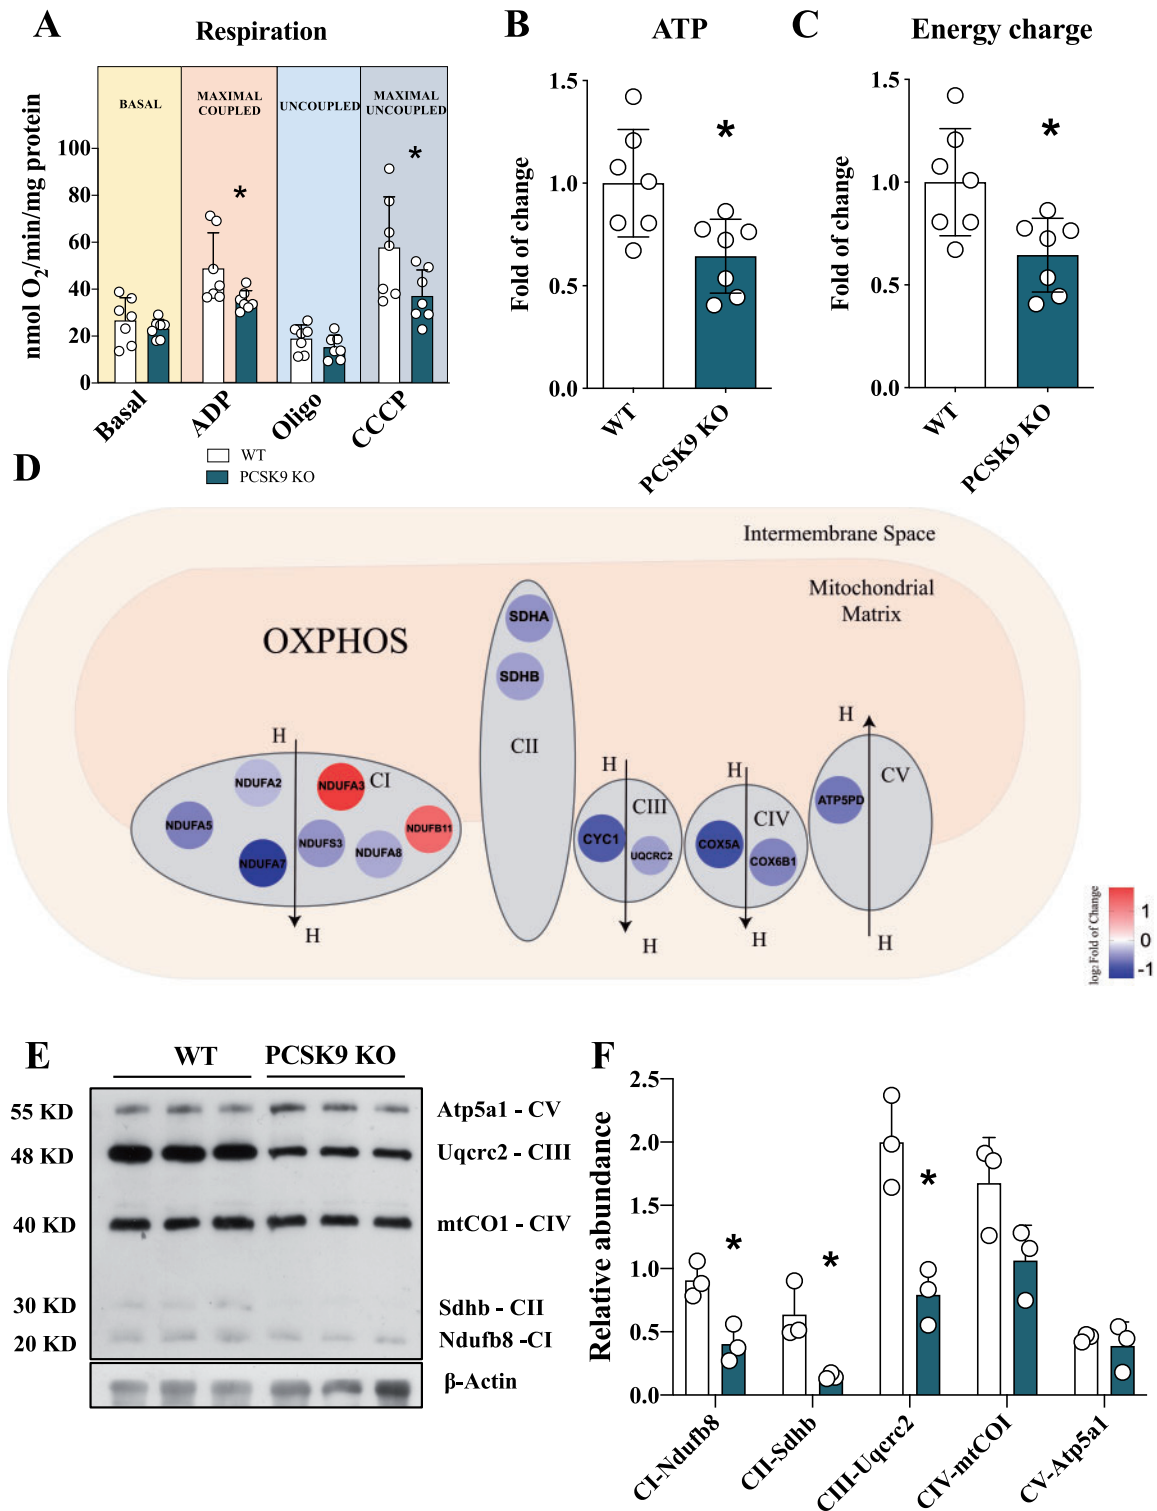 A
Respiration
BASAL
MAXIMAL
COUPLED
UNCOUPLED
MAXIMAL
UNCOUPLED
nmol O2/min/mg protein
100
80
60
40
20
0
*
*
Basal
ADP
Oligo
CCCP
WT
PCSK9 KO
B
ATP
Fold of change
1.5
1.0
0.5
0.0
*
WT
PCSK9 KO
C
Energy charge
Fold of change
1.5
1.0
0.5
0.0
*
WT
PCSK9 KO
D
Intermembrane Space
Mitochondrial
Matrix
OXPHOS
SDHA
SDHB
CII
H
NDUFA2
NDUFA3
CI
NDUFA5
NDUFB11
NDUFS3
NDUFA8
NDUFA7
H
H
CIII
CYC1
UQCRC2
H
H
CIV
COX5A
COX6B1
H
H
CV
ATP5PD
H
log2 Fold of Change
1
0
-1
E
WT
PCSK9 KO
55 KD
Atp5a1 - CV
48 KD
Uqcrc2 - CIII
40 KD
mtCO1 - CIV
30 KD
Sdhb - CII
20 KD
Ndufb8 -CI
β-Actin
F
Relative abundance
2.5
2.0
1.5
1.0
0.5
0.0
*
*
*
CI-Ndufb8
CII-Sdhb
CIII-Uqcrc2
CIV-mtCOI
CV-Atp5a1